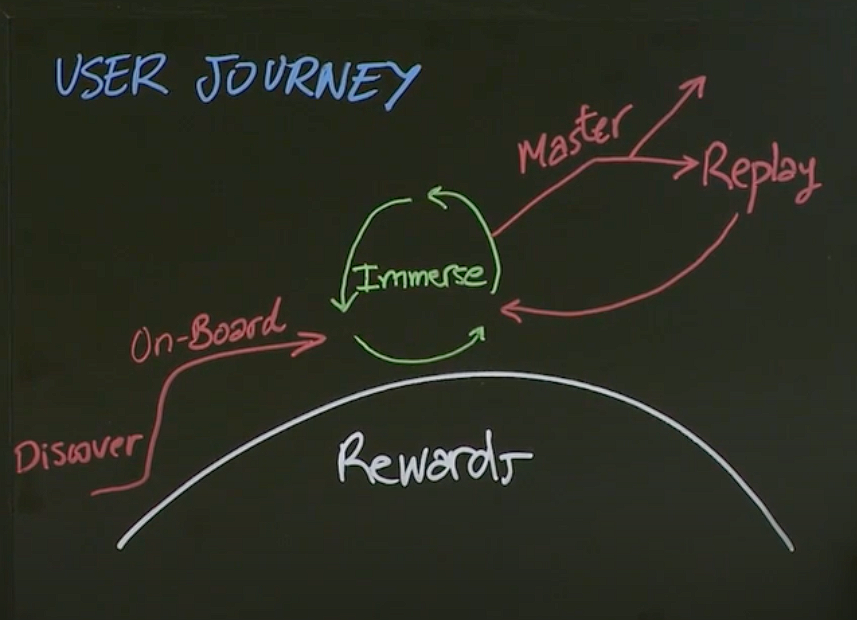 USER JOURNEY
Master
Replay
Immerse
On-Board
Discover
Rewards